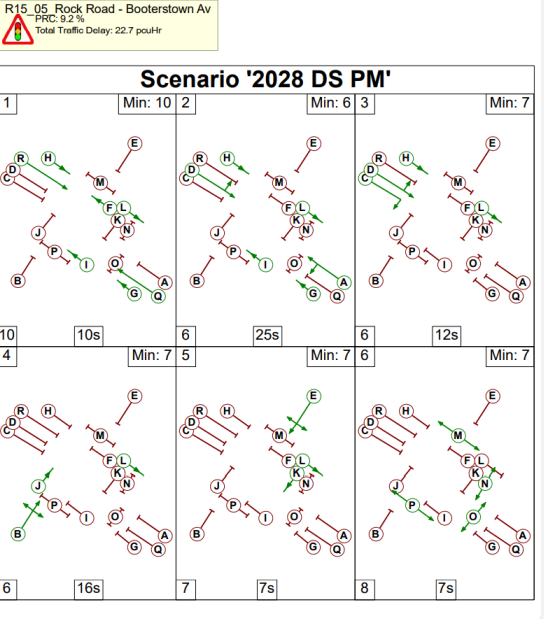 R15_05_Rock Road - Booterstown Av
PRC: 9.2 %
Total Traffic Delay: 22.7 pcuHr
Scenario '2028 DS PM'
1 Min: 10 2 Min: 6 3 Min: 7
E E E
R H R H R H
D D D
C M C M C M
F L F L F L
K K K
J N J N J N
P I O P I O P I O
B A B A B A
G Q G Q G Q
10 10s 6 25s 6 12s
4 Min: 7 5 Min: 7 6 Min: 7
E E E
R H R H R H
D D D
C M C M C M
F L F L F L
K K K
J N J N J N
P I O P I O P I O
B A B A B A
G Q G Q G Q
6 16s 7 7s 8 7s